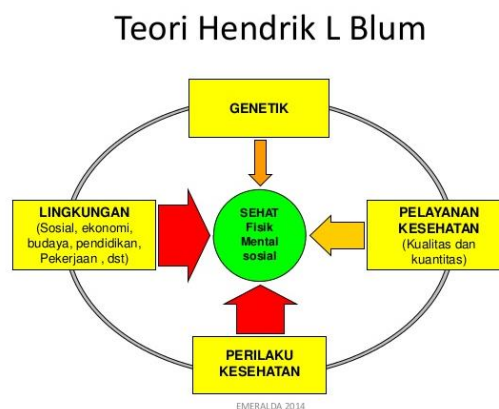 Teori Hendrik L Blum
GENETIK
LINGKUNGAN
(Sosial, ekonomi,
budaya, pendidikan,
Pekerjaan , dst)
SEHAT
Fisik
Mental
sosial
PELAYANAN
KESEHATAN
(Kualitas dan
kuantitas)
PERILAKU
KESEHATAN
EMERALDA 2014